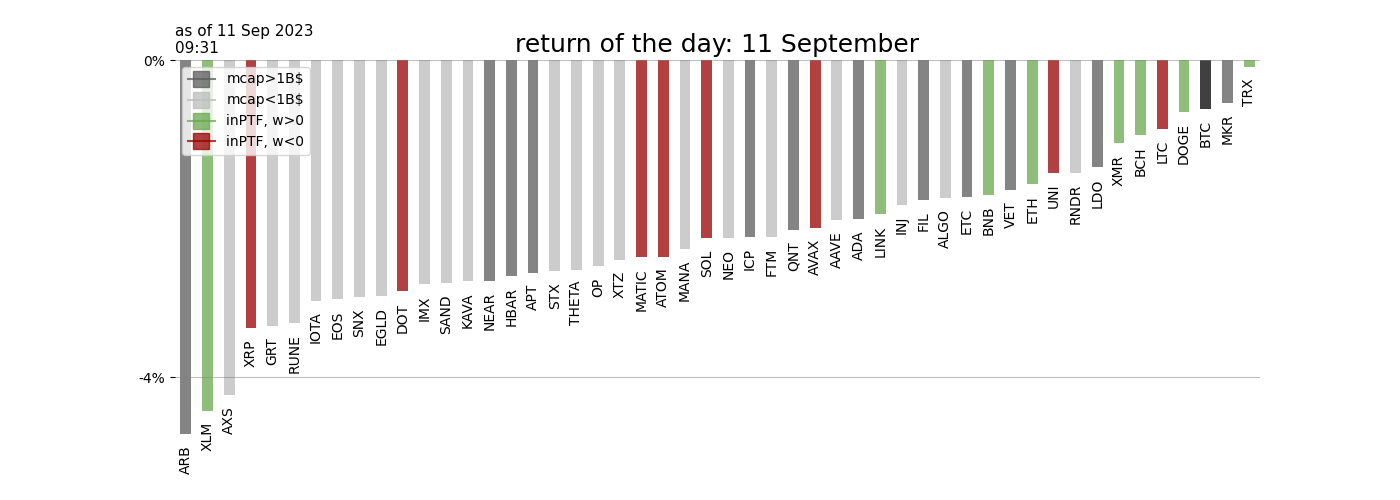 as of 11 Sep 2023
09:31
return of the day: 11 September
0%
-4%
mcap>1B$
mcap<1B$
inPTF, w>0
inPTF, w<0
ARB
XLM
AXS
XRP
GRT
RUNE
IOTA
EOS
SNX
EGLD
DOT
IMX
SAND
KAVA
NEAR
HBAR
APT
STX
THETA
OP
XTZ
MATIC
ATOM
MANA
SOL
NEO
ICP
FTM
QNT
AVAX
AAVE
ADA
LINK
INJ
FIL
ALGO
ETC
BNB
VET
ETH
UNI
RNDR
LDO
XMR
BCH
LTC
DOGE
BTC
MKR
TRX